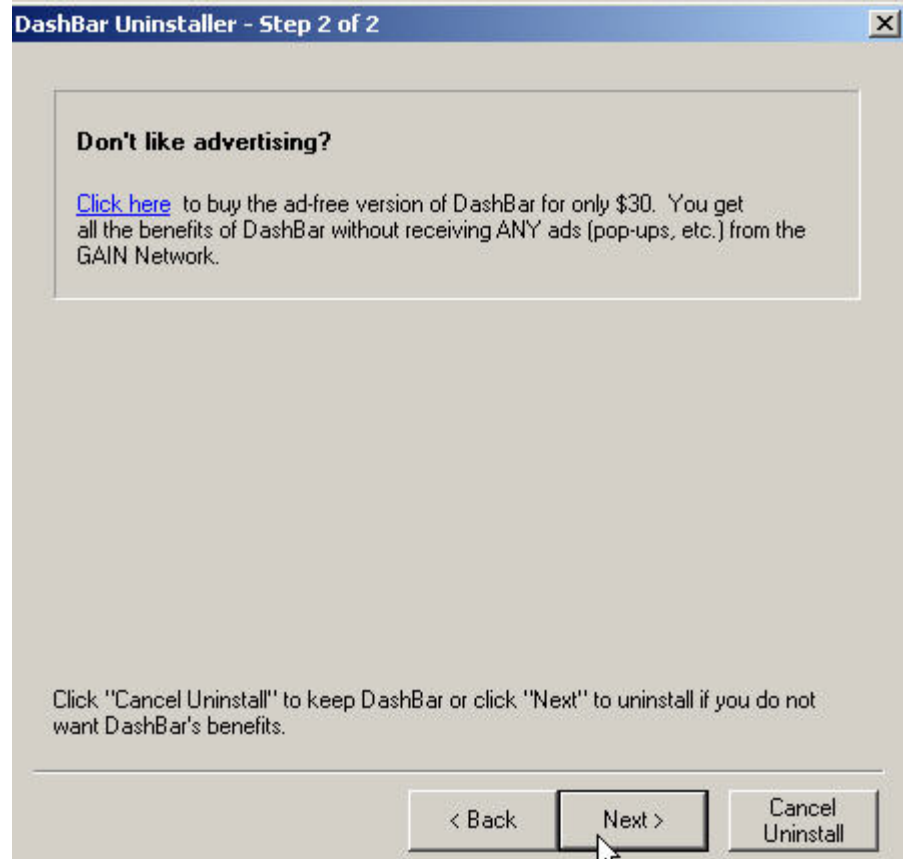 DashBar Uninstaller - Step 2 of 2
Don't like advertising?
Click here to buy the ad-free version of DashBar for only $30. You get
all the benefits of DashBar without receiving ANY ads (pop-ups, etc.) from the
GAIN Network.
Click "Cancel Uninstall" to keep DashBar or click "Next" to uninstall if you do not
want DashBar's benefits.
< Back
Next >
Cancel
Uninstall